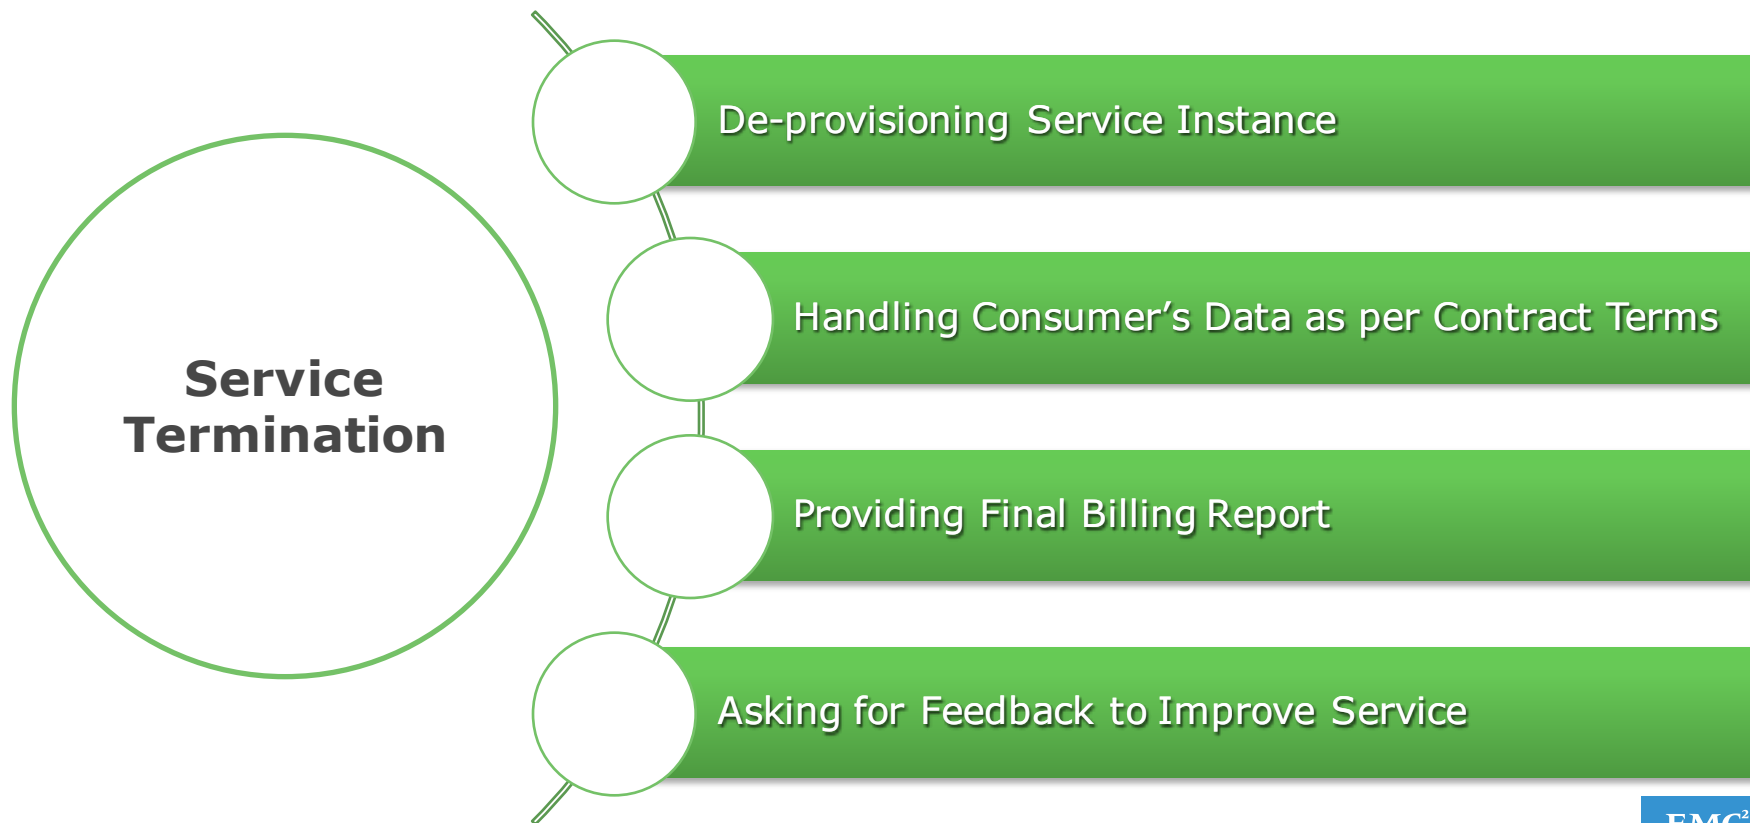 De-provisioning Service Instance
Handling Consumer’s Data as per Contract Terms
Service
Termination
Providing Final Billing Report
Asking for Feedback to Improve Service
EMC²